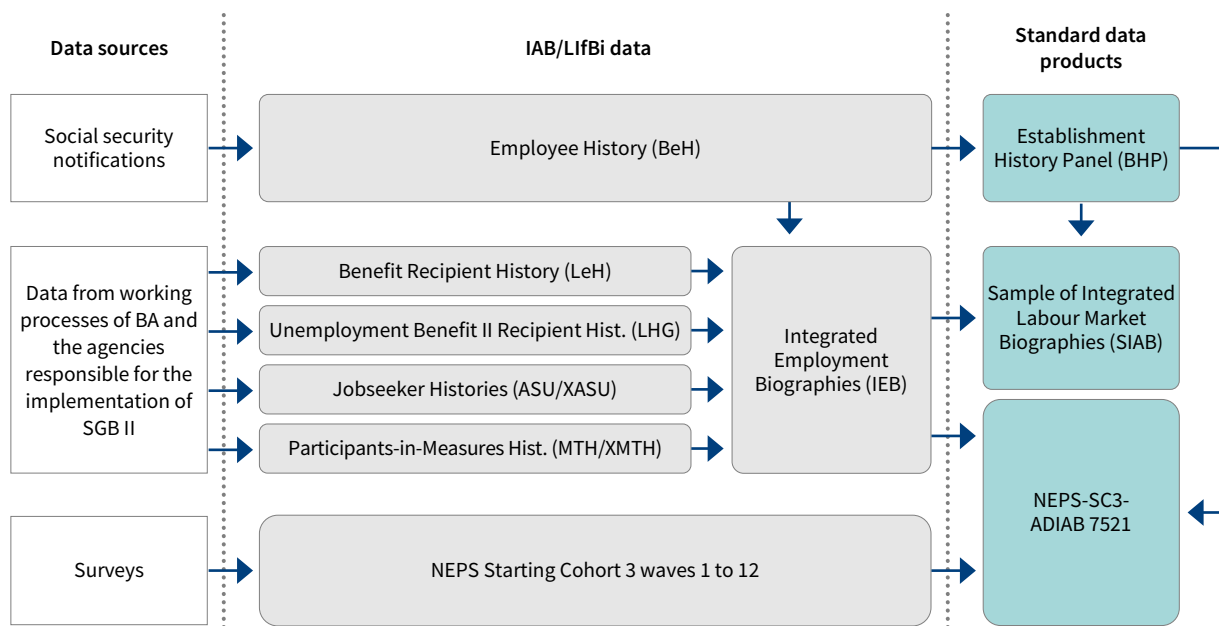 Data sources
IAB/LIfBi data
Standard data
products
Social security
notifications
Employee History (BeH)
Establishment
History Panel (BHP)
Data from working
processes of BA and
the agencies
responsible for the
implementation of
SGB II
Benefit Recipient History (LeH)
Unemployment Benefit II Recipient Hist. (LHG)
Jobseeker Histories (ASU/XASU)
Participants-in-Measures Hist. (MTH/XMTH)
Integrated
Employment
Biographies (IEB)
Sample of Integrated
Labour Market
Biographies (SIAB)
NEPS-SC3-
ADIAB 7521
Surveys
NEPS Starting Cohort 3 waves 1 to 12